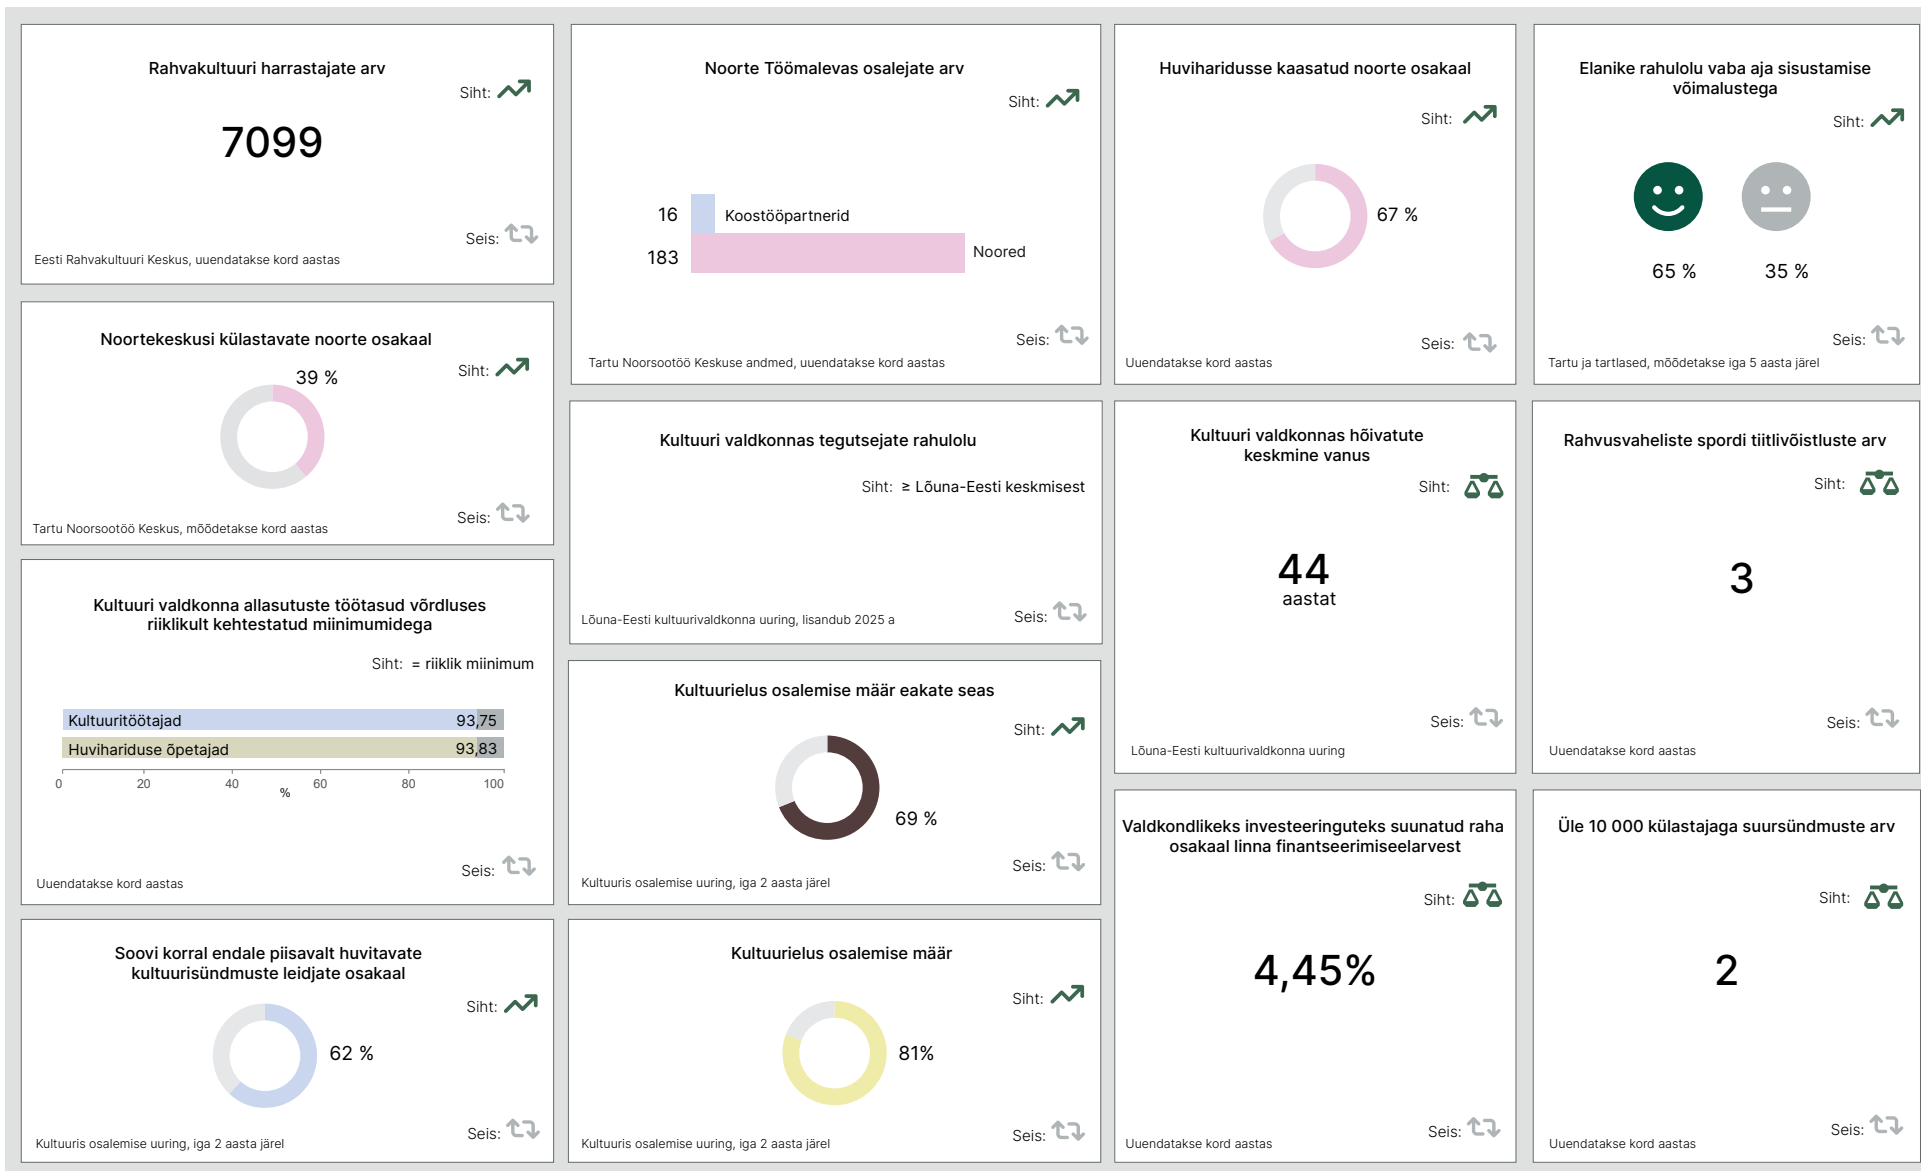 Rahvakultuuri harrastajate arv
Siht:
7099
Seis:
Eesti Rahvakultuuri Keskus, uuendatakse kord aastas
Noorte Töömalevas osalejate arv
Siht:
16
Koostööpartnerid
183
Noored
Seis:
Tartu Noorsootöö Keskuse andmed, uuendatakse kord aastas
Huviharidusse kaasatud noorte osakaal
Siht:
67 %
Seis:
Uuendatakse kord aastas
Elanike rahulolu vaba aja sisustamise
võimalustega
Siht:
65 %
35 %
Seis:
Tartu ja tartlased, mõõdetakse iga 5 aasta järel
Noortekeskusi külastavate noorte osakaal
Siht:
39 %
Seis:
Tartu Noorsootöö Keskus, mõõdetakse kord aastas
Kultuuri valdkonnas tegutsejate rahulolu
Siht: ≥ Lõuna-Eesti keskmisest
Seis:
Lõuna-Eesti kultuurivaldkonna uuring, lisandub 2025 a
Kultuuri valdkonnas hõivatute
keskmine vanus
Siht:
44
aastat
Seis:
Lõuna-Eesti kultuurivaldkonna uuring
Rahvusvaheliste spordi tiitlivõistluste arv
Siht:
3
Seis:
Uuendatakse kord aastas
Kultuuri valdkonna allasutuste töötasud võrdluses
riiklikult kehtestatud miinimumidega
Siht: = riiklik miinimum
Kultuuritöötajad 93,75
Huvihariduse õpetajad 93,83
0 20 40 60 80 100
%
Seis:
Uuendatakse kord aastas
Kultuurielus osalemise määr eakate seas
Siht:
69 %
Seis:
Kultuuris osalemise uuring, iga 2 aasta järel
Valdkondlikeks investeeringuteks suunatud raha
osakaal linna finantseerimiseelarvest
Siht:
4,45%
Seis:
Uuendatakse kord aastas
Üle 10 000 külastajaga suursündmuste arv
Siht:
2
Seis:
Uuendatakse kord aastas
Soovi korral endale piisavalt huvitavate
kultuurisündmuste leidjate osakaal
Siht:
62 %
Seis:
Kultuuris osalemise uuring, iga 2 aasta järel
Kultuurielus osalemise määr
Siht:
81%
Seis:
Kultuuris osalemise uuring, iga 2 aasta järel